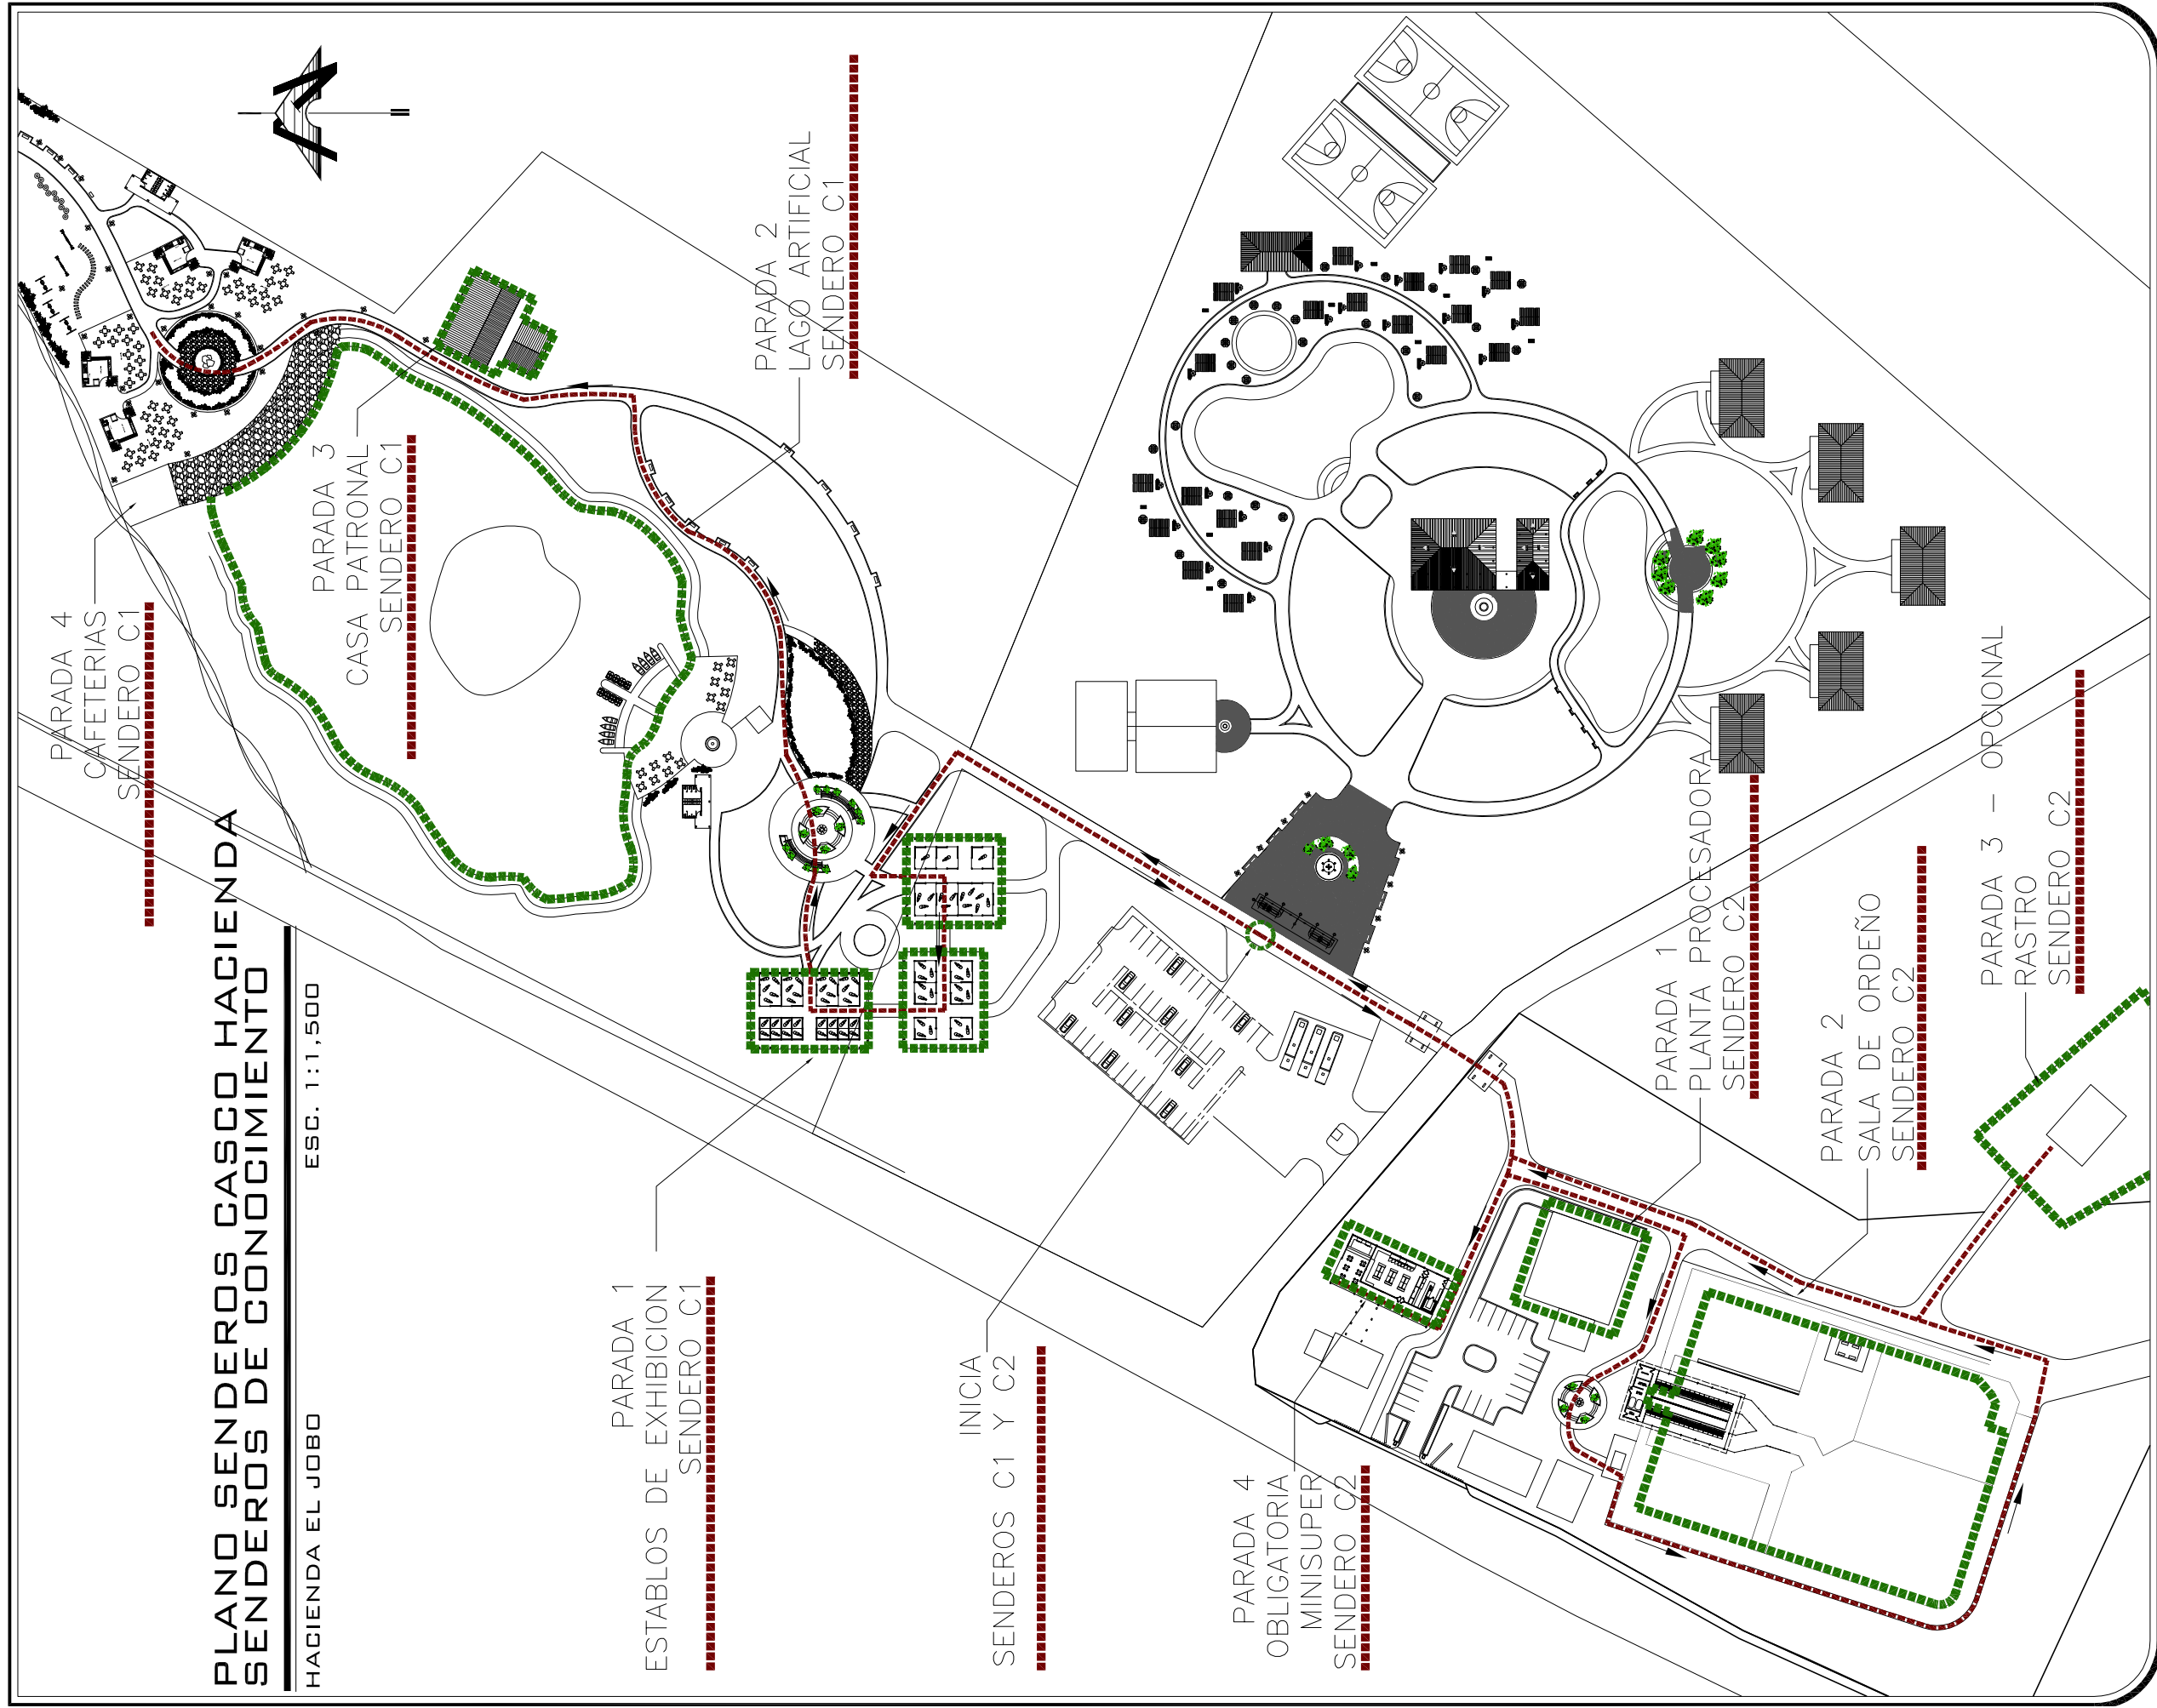 PLANO SENDEROS CASCO HACIENDA
SENDEROS DE CONOCIMIENTO
HACIENDA EL JOBO
ESC. 1:1,500
PARADA 4
CAFETERIAS
SENDERO C1
PARADA 3
CASA PATRONAL
SENDERO C1
PARADA 2
LAGO ARTIFICIAL
SENDERO C1
PARADA 1
ESTABLOS DE EXHIBICION
SENDERO C1
INICIA
SENDEROS C1 Y C2
PARADA 4
OBLIGATORIA
MINISUPER
SENDERO C2
PARADA 1
PLANTA PROCESADORA
SENDERO C2
PARADA 2
SALA DE ORDEÑO
SENDERO C2
PARADA 3 – OPCIONAL
RASTRO
SENDERO C2